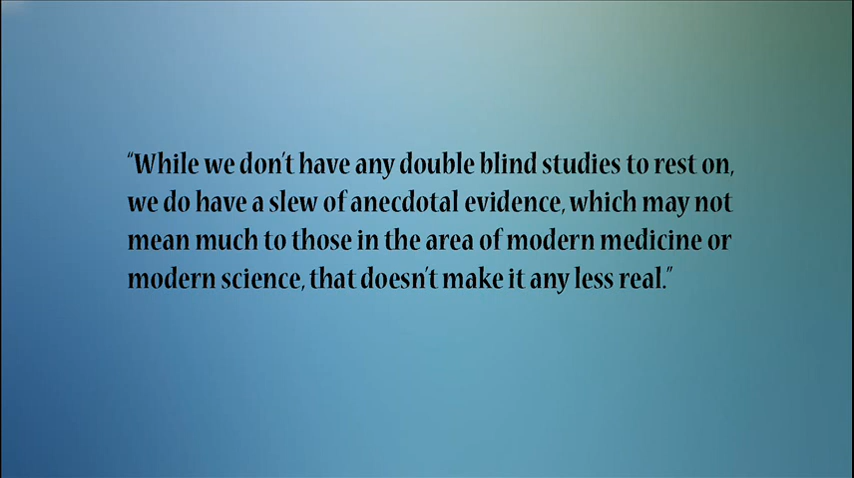 “While we don’t have any double blind studies to rest on,
we do have a slew of anecdotal evidence, which may not
mean much to those in the area of modern medicine or
modern science, that doesn’t make it any less real.”